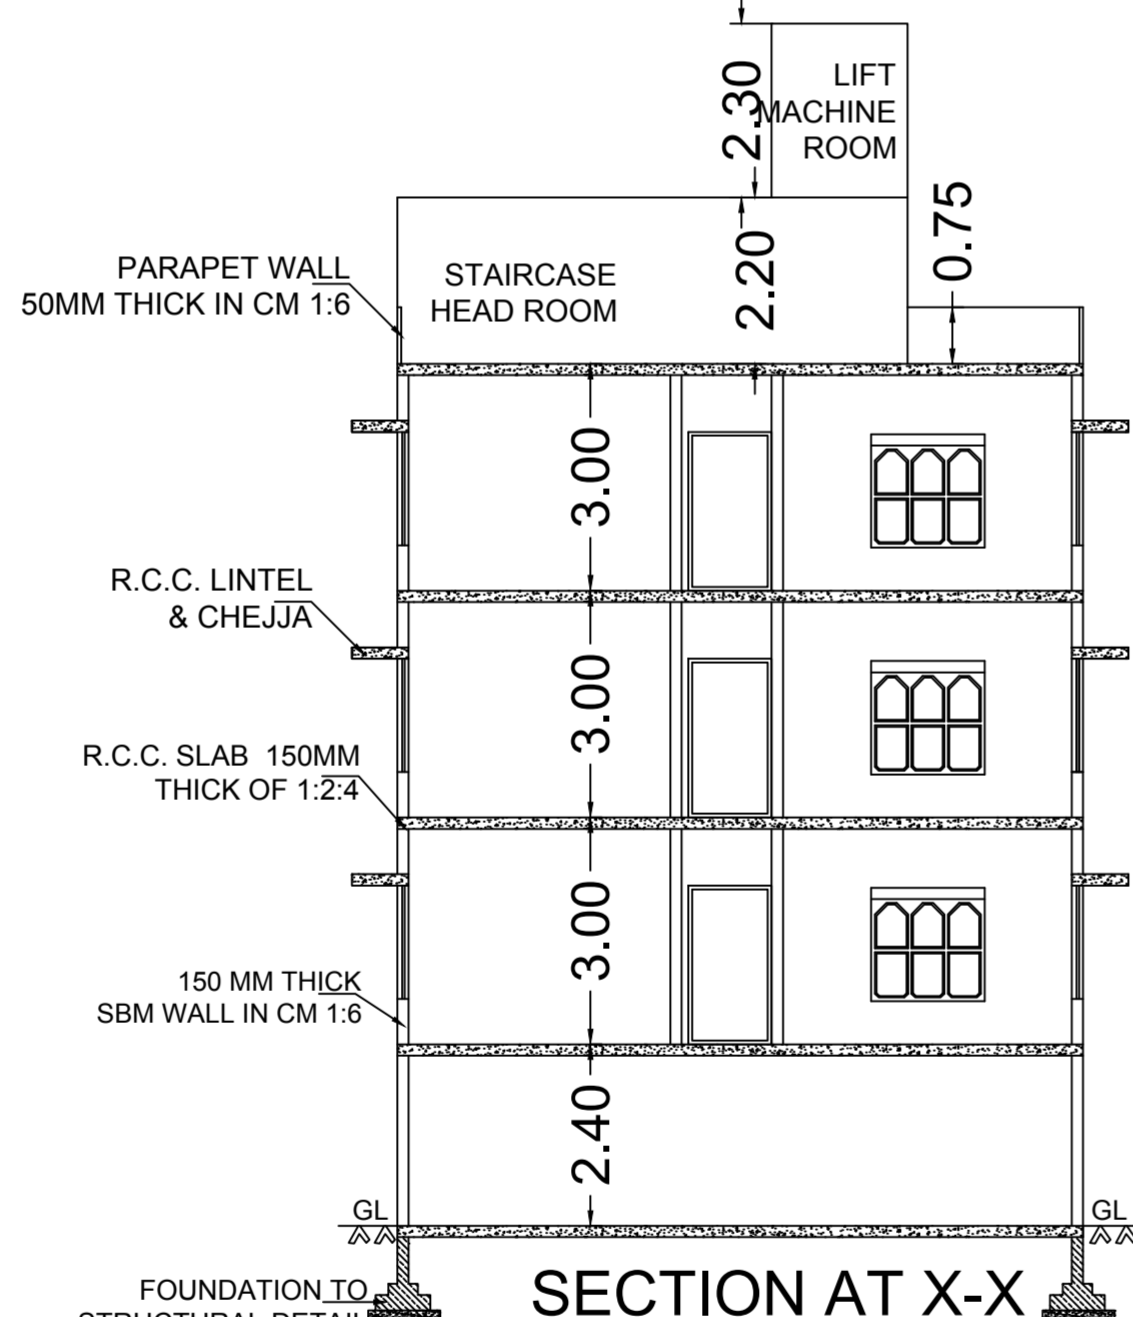 LIFT
MACHINE
ROOM
2.30
0.75
PARAPET WALL
50MM THICK IN CM 1:6
STAIRCASE
HEAD ROOM
2.20
3.00
R.C.C. LINTEL
& CHEJJA
3.00
R.C.C. SLAB 150MM
THICK OF 1:2:4
3.00
150 MM THICK
SBM WALL IN CM 1:6
2.40
GL
GL
FOUNDATION TO
STRUCTURAL DETAIL
SECTION AT X-X